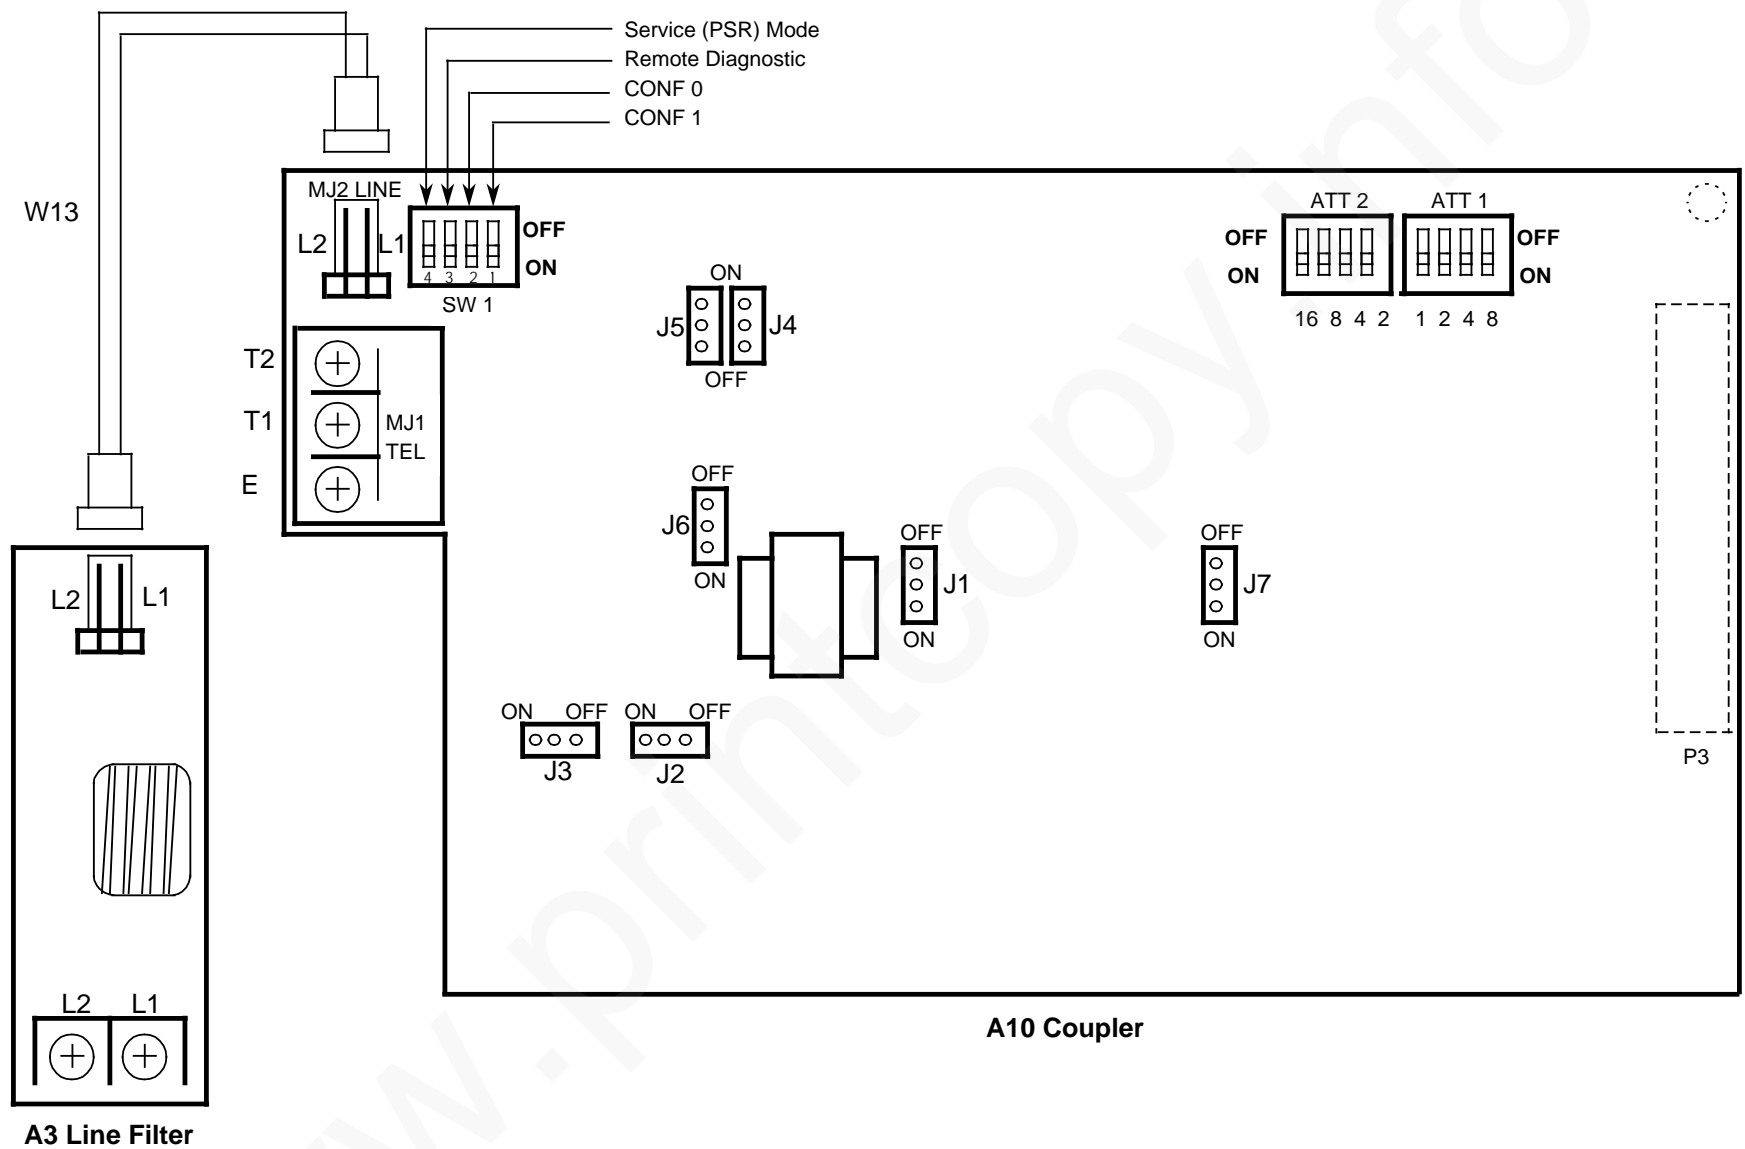 Service (PSR) Mode
Remote Diagnostic
CONF 0
CONF 1
W13
MJ2 LINE
L2
L1
4 3 2 1
OFF
ON
SW 1
ATT 2
ATT 1
OFF
ON
OFF
ON
16 8 4 2
1 2 4 8
ON
J5
J4
OFF
T2
T1
E
MJ1
TEL
OFF
J6
ON
OFF
J1
ON
OFF
J7
ON
L2
L1
ON OFF
J3
ON OFF
J2
P3
L2
L1
A10 Coupler
A3 Line Filter
w.printcopy.info